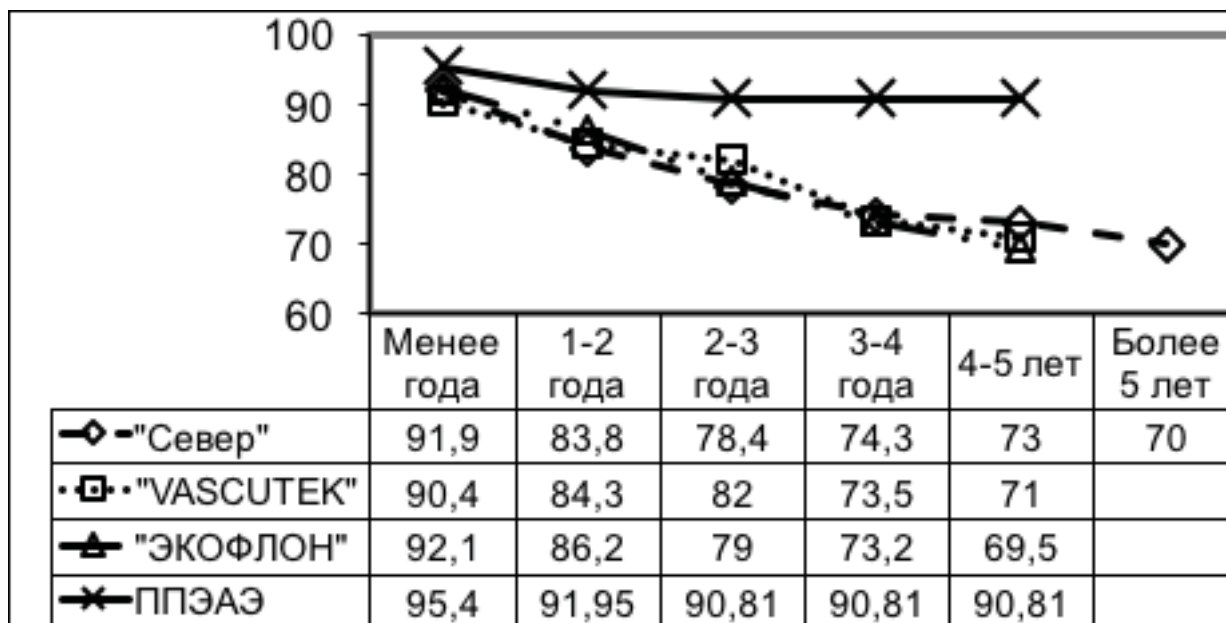 100
90
80
70
60
Менее года 1-2 года 2-3 года 3-4 года 4-5 лет Более 5 лет
"Север" 91,9 83,8 78,4 74,3 73 70
"VASCUTEK" 90,4 84,3 82 73,5 71
"ЭКОФЛОН" 92,1 86,2 79 73,2 69,5
ППЭАЭ 95,4 91,95 90,81 90,81 90,81